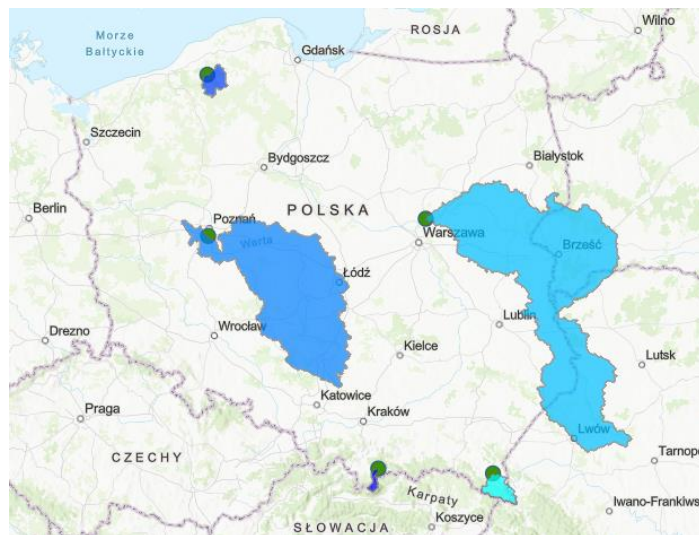 Morze
Bałtyckie
Gdańsk
ROSJA
Wilno
Szczecin
Bydgoszcz
Białystok
Berlin
Poznań
POLSKA
Warta
Warszawa
Brześć
Łódź
Drezno
Wrocław
Lublin
Kielce
Lutsk
Praga
Katowice
Kraków
Lwów
CZECHY
Tarnopo
Karpaty
Iwano-Frankiws
Koszyce
SŁOWACJA